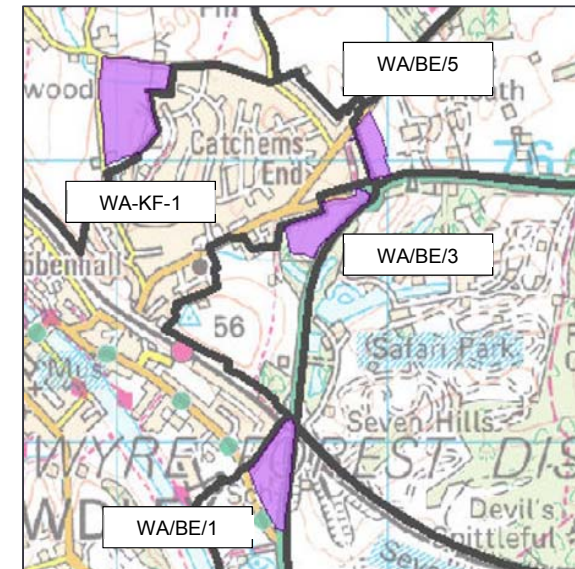 wood
WA/BE/5
Catchems
End
WA-KF-1
WA/BE/3
bbenhall
56
Safari Park
Mus
Seven Hills
WYRE FOREST DIS
WA/BE/1
Devil's
Spittleful